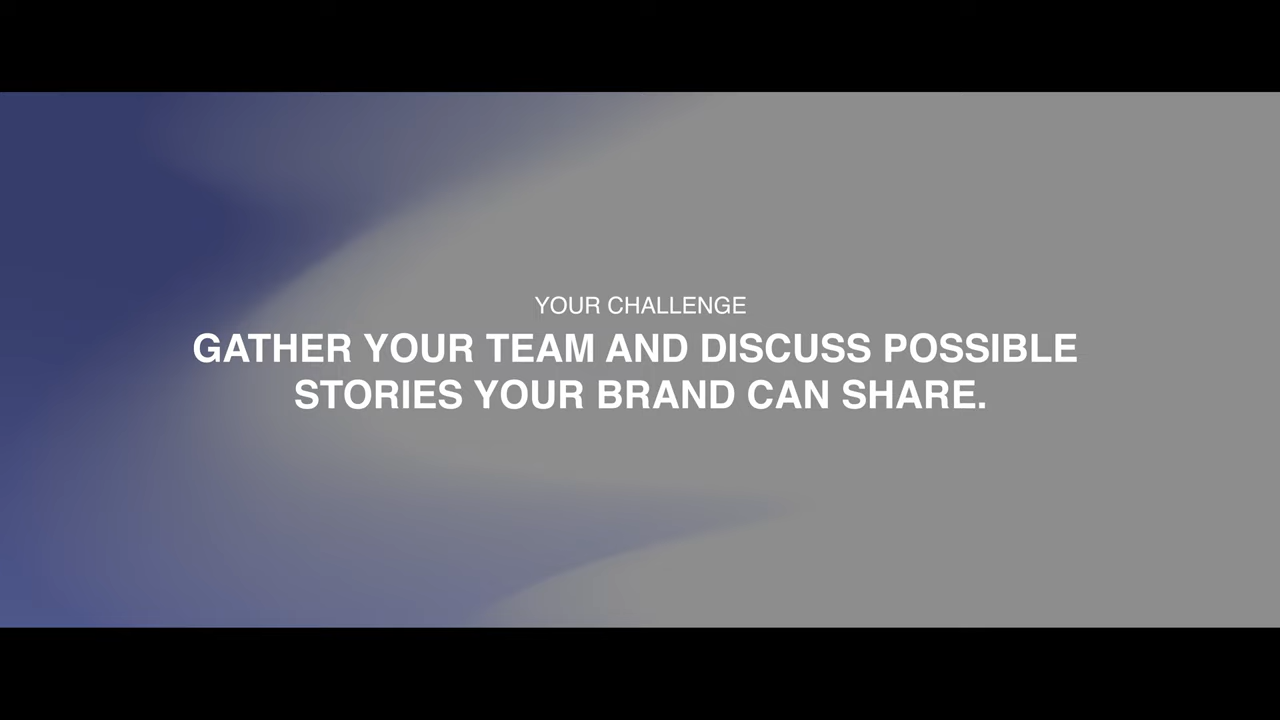 YOUR CHALLENGE
GATHER YOUR TEAM AND DISCUSS POSSIBLE
STORIES YOUR BRAND CAN SHARE.